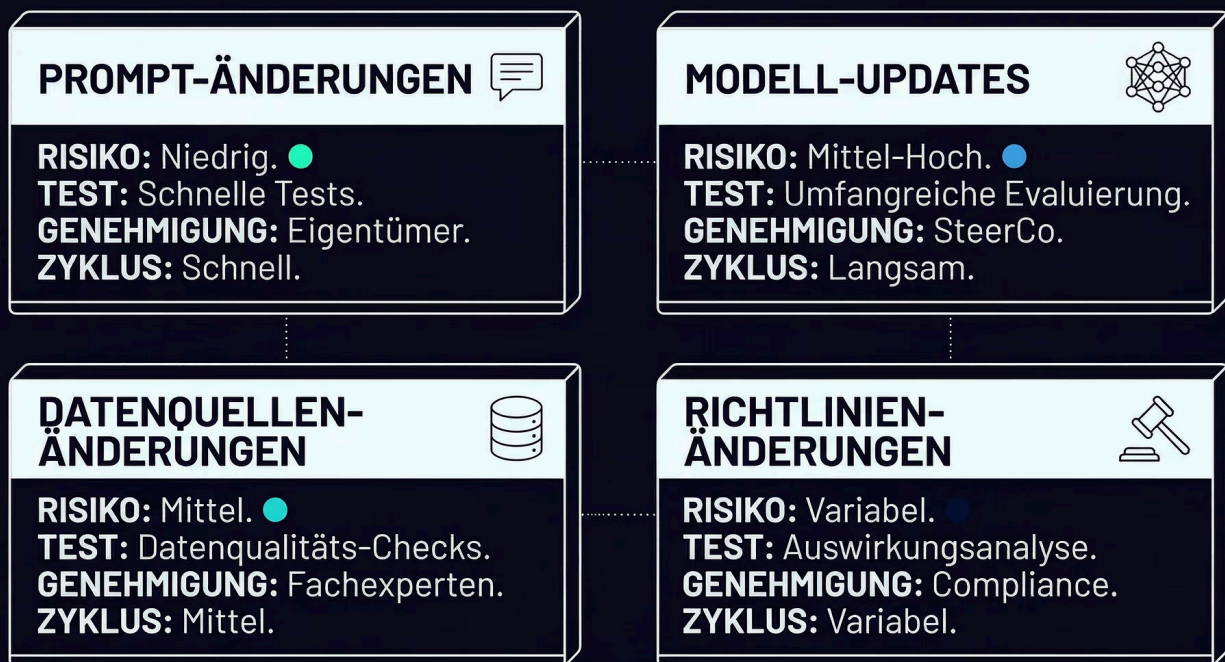 PROMPT-ÄNDERUNGEN
RISIKO: Niedrig.
TEST: Schnelle Tests.
GENEHMIGUNG: Eigentümer.
ZYKLUS: Schnell.
MODELL-UPDATES
RISIKO: Mittel-Hoch.
TEST: Umfangreiche Evaluierung.
GENEHMIGUNG: SteerCo.
ZYKLUS: Langsam.
DATENQUELLEN-
ÄNDERUNGEN
RISIKO: Mittel.
TEST: Datenqualitäts-Checks.
GENEHMIGUNG: Fachexperten.
ZYKLUS: Mittel.
RICHTLINIEN-
ÄNDERUNGEN
RISIKO: Variabel.
TEST: Auswirkungsanalyse.
GENEHMIGUNG: Compliance.
ZYKLUS: Variabel.